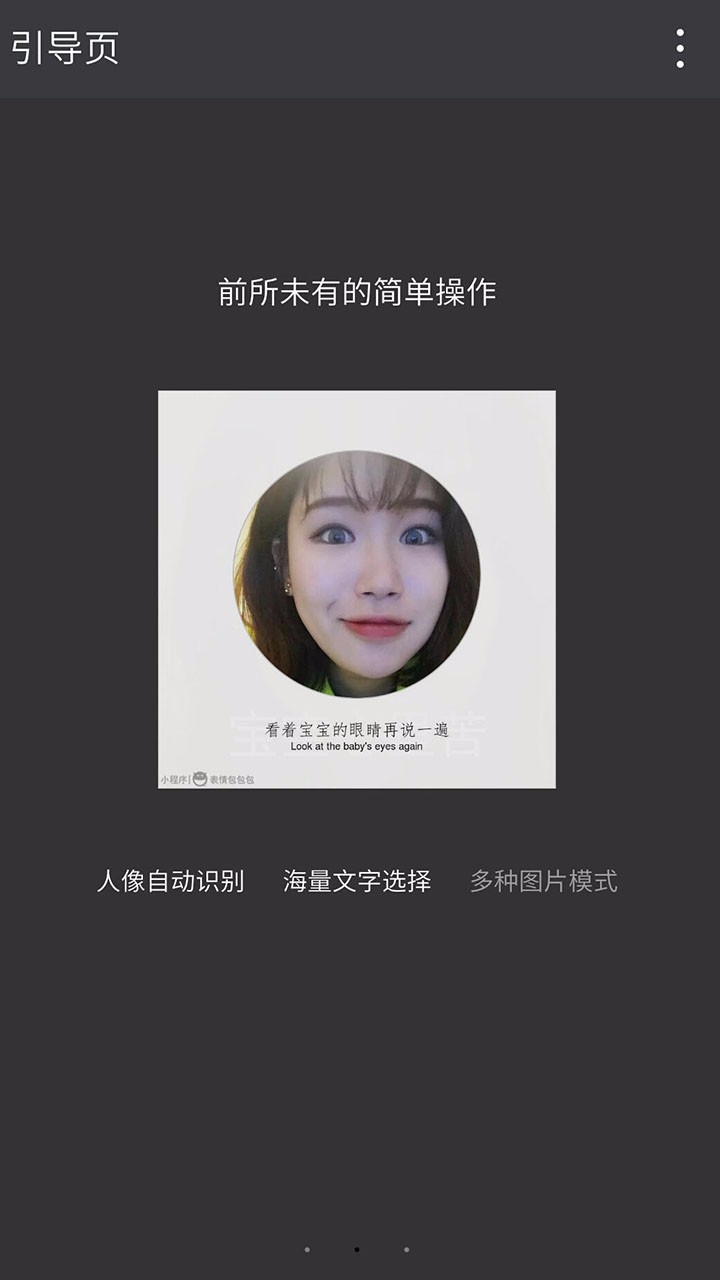 引导页
前所未有的简单操作
看着宝宝的眼睛再说一遍
Look at the baby's eyes again
小程序 | 表情包包包
人像自动识别 海量文字选择 多种图片模式